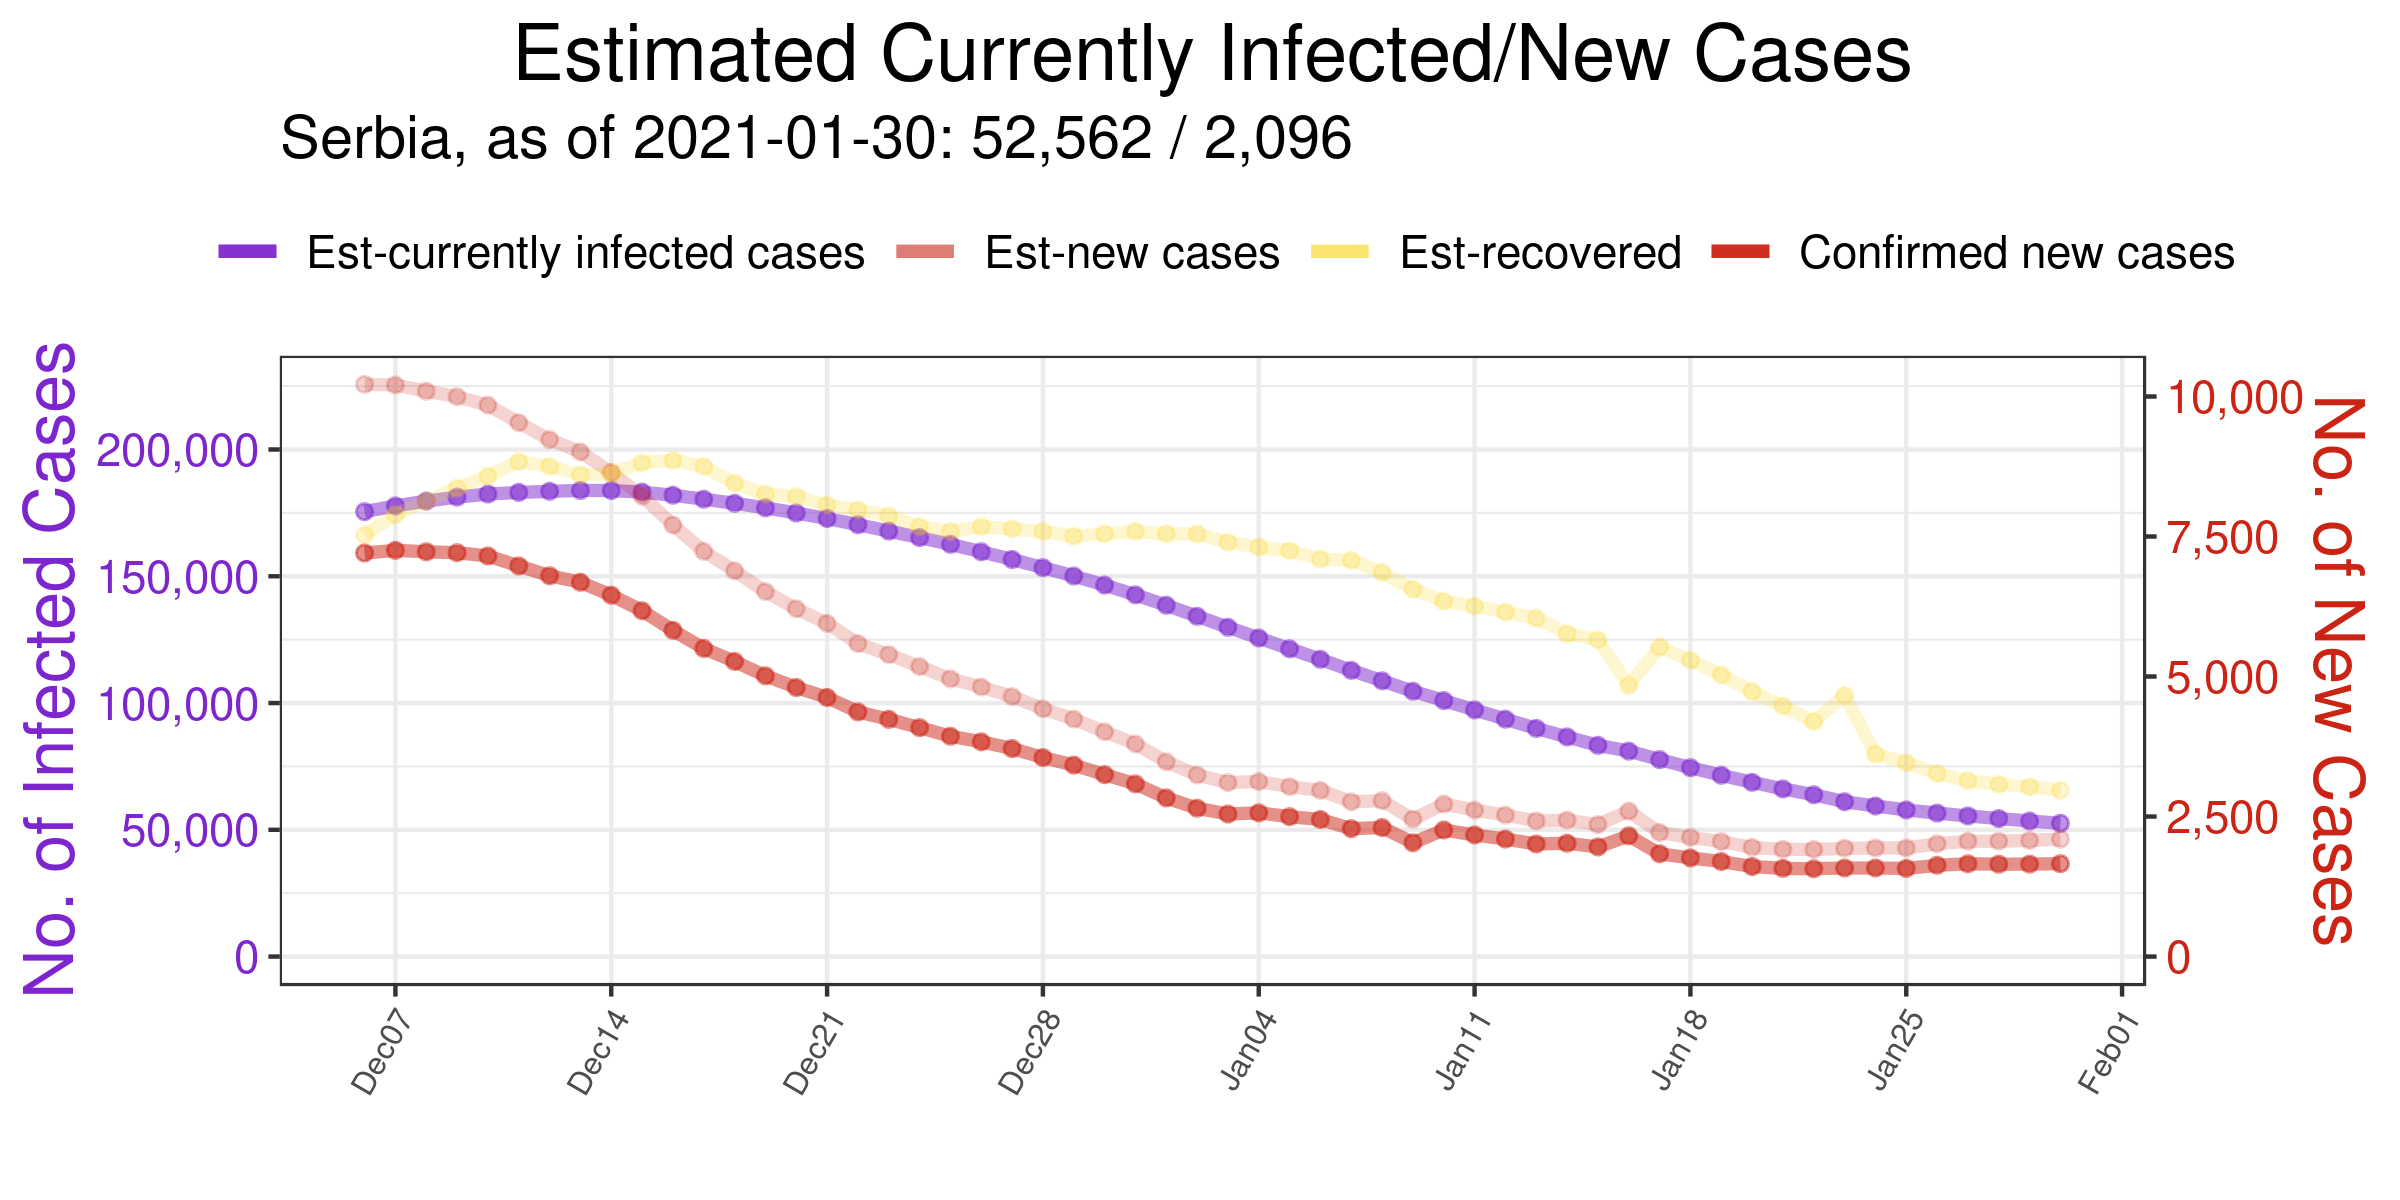 Estimated Currently Infected/New Cases
Serbia, as of 2021-01-30: 52,562 / 2,096
Est-currently infected cases Est-new cases Est-recovered Confirmed new cases
No. of Infected Cases
200,000
150,000
100,000
50,000
0
10,000
7,500
5,000
2,500
0
No. of New Cases
Dec07 Dec14 Dec21 Dec28 Jan04 Jan11 Jan18 Jan25 Feb01